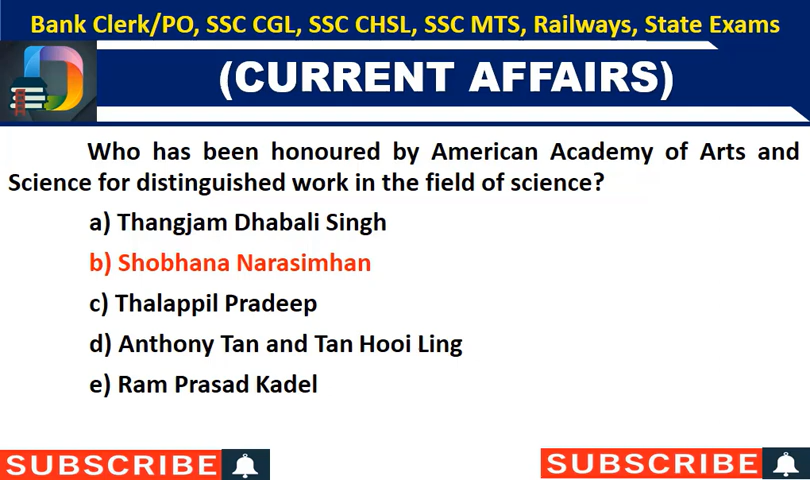 Bank Clerk/PO, SSC CGL, SSC CHSL, SSC MTS, Railways, State Exams
(CURRENT AFFAIRS)
Who has been honoured by American Academy of Arts and
Science for distinguished work in the field of science?
a) Thangjam Dhabali Singh
b) Shobhana Narasimhan
c) Thalappil Pradeep
d) Anthony Tan and Tan Hooi Ling
e) Ram Prasad Kadel
SUBSCRIBE
SUBSCRIBE